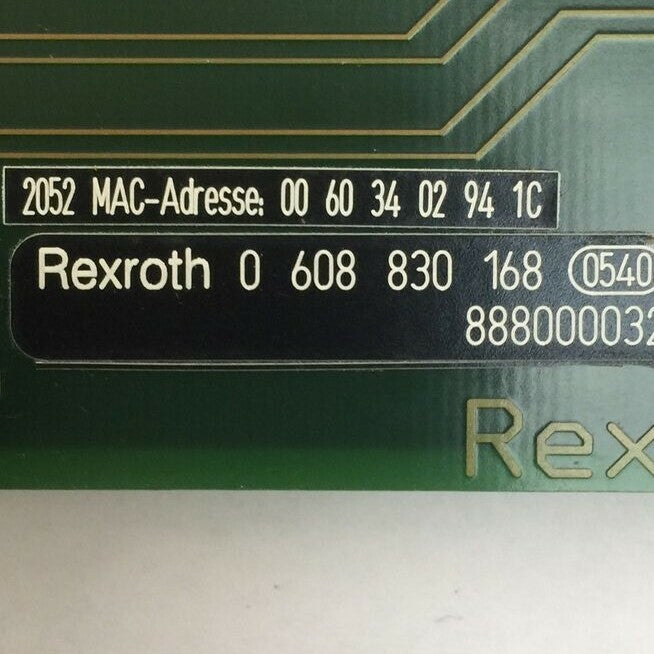 2052 MAC-Adresse: 00 60 34 02 94 1C
Rexroth 0 608 830 168 0540
888000032
Rex